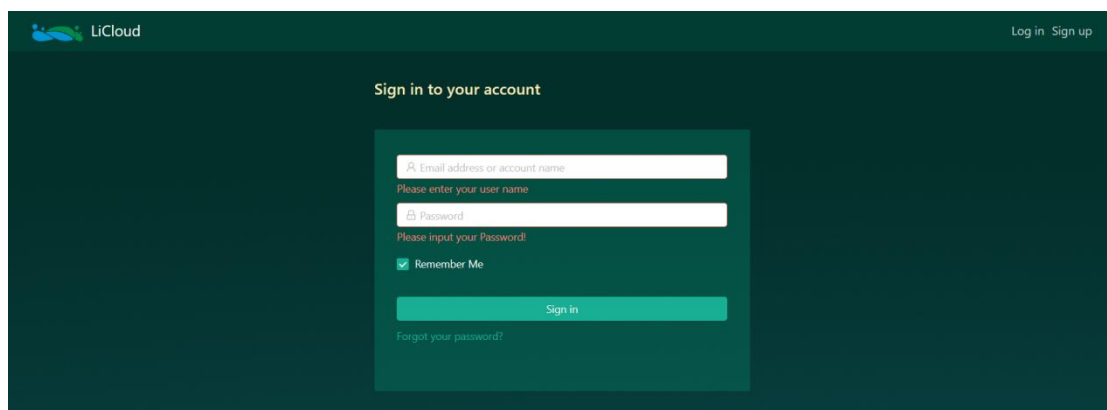 LiCloud
Log in Sign up
Sign in to your account
Email address or account name
Please enter your user name
Password
Please input your Password!
Remember Me
Sign in
Forgot your password?